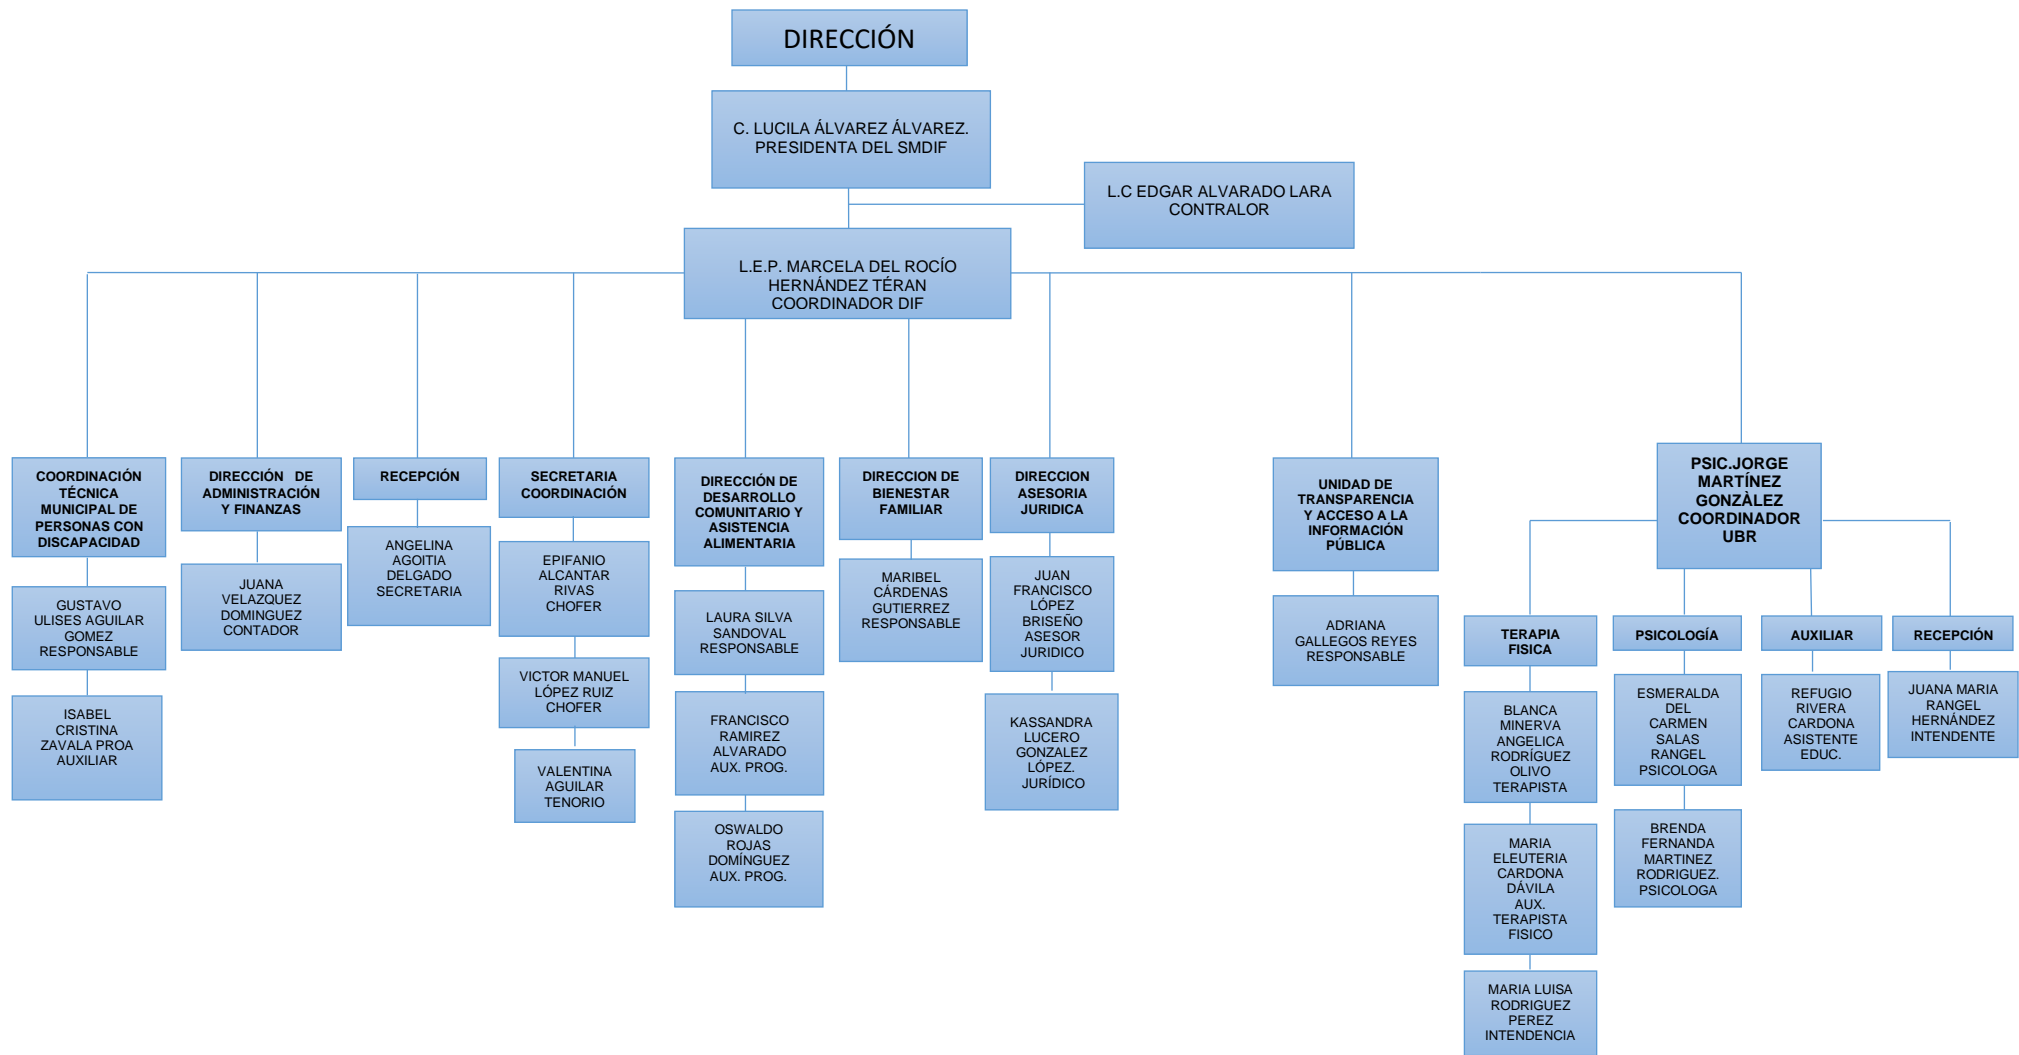 DIRECCIÓN
C. LUCILA ÁLVAREZ ÁLVAREZ.
PRESIDENTA DEL SMDIF
L.C EDGAR ALVARADO LARA
CONTRALOR
L.E.P. MARCELA DEL ROCÍO
HERNÁNDEZ TÉRAN
COORDINADOR DIF
COORDINACIÓN
TÉCNICA
MUNICIPAL DE
PERSONAS CON
DISCAPACIDAD
GUSTAVO
ULISES AGUILAR
GOMEZ
RESPONSABLE
ISABEL
CRISTINA
ZAVALA PROA
AUXILIAR
DIRECCIÓN DE
ADMINISTRACIÓN
Y FINANZAS
JUANA
VELAZQUEZ
DOMINGUEZ
CONTADOR
RECEPCIÓN
ANGELINA
AGOITIA
DELGADO
SECRETARIA
SECRETARIA
COORDINACIÓN
EPIFANIO
ALCANTAR
RIVAS
CHOFER
VICTOR MANUEL
LÓPEZ RUIZ
CHOFER
VALENTINA
AGUILAR
TENORIO
DIRECCIÓN DE
DESARROLLO
COMUNITARIO Y
ASISTENCIA
ALIMENTARIA
LAURA SILVA
SANDOVAL
RESPONSABLE
FRANCISCO
RAMIREZ
ALVARADO
AUX. PROG.
OSWALDO
ROJAS
DOMÍNGUEZ
AUX. PROG.
DIRECCION DE
BIENESTAR
FAMILIAR
MARIBEL
CÁRDENAS
GUTIERREZ
RESPONSABLE
DIRECCION
ASESORIA
JURIDICA
JUAN
FRANCISCO
LÓPEZ
BRISEÑO
ASESOR
JURIDICO
KASSANDRA
LUCERO
GONZALEZ
LÓPEZ.
JURÍDICO
UNIDAD DE
TRANSPARENCIA
Y ACCESO A LA
INFORMACIÓN
PÚBLICA
ADRIANA
GALLEGOS REYES
RESPONSABLE
PSIC.JORGE
MARTÍNEZ
GONZÀLEZ
COORDINADOR
UBR
TERAPIA
FISICA
BLANCA
MINERVA
ANGELICA
RODRÍGUEZ
OLIVO
TERAPISTA
MARIA
ELEUTERIA
CARDONA
DÁVILA
AUX.
TERAPISTA
FISICO
MARIA LUISA
RODRIGUEZ
PEREZ
INTENDENCIA
PSICOLOGÍA
ESMERALDA
DEL
CARMEN
SALAS
RANGEL
PSICOLOGA
BRENDA
FERNANDA
MARTINEZ
RODRIGUEZ.
PSICOLOGA
AUXILIAR
REFUGIO
RIVERA
CARDONA
ASISTENTE
EDUC.
RECEPCIÓN
JUANA MARIA
RANGEL
HERNÁNDEZ
INTENDENTE